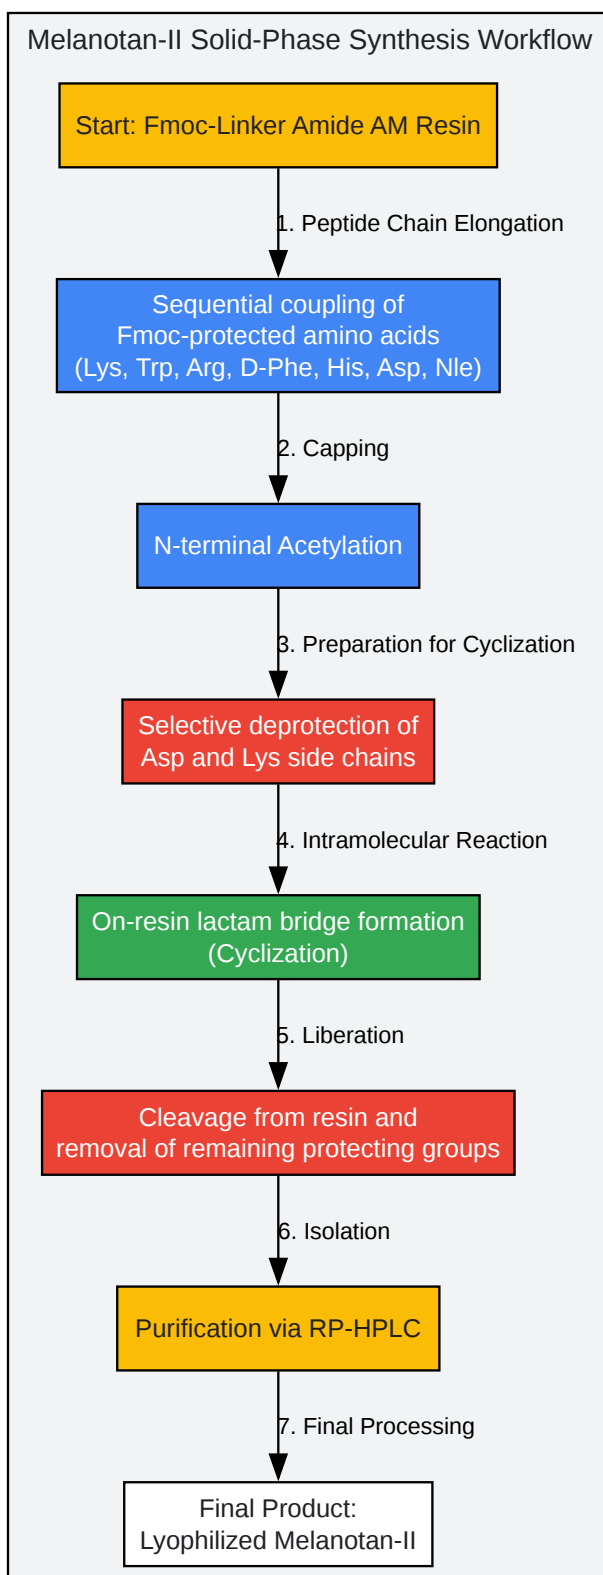 Melanotan-II Solid-Phase Synthesis Workflow
Start: Fmoc-Linker Amide AM Resin
1. Peptide Chain Elongation
Sequential coupling of
Fmoc-protected amino acids
(Lys, Trp, Arg, D-Phe, His, Asp, Nle)
2. Capping
N-terminal Acetylation
3. Preparation for Cyclization
Selective deprotection of
Asp and Lys side chains
4. Intramolecular Reaction
On-resin lactam bridge formation
(Cyclization)
5. Liberation
Cleavage from resin and
removal of remaining protecting groups
6. Isolation
Purification via RP-HPLC
7. Final Processing
Final Product:
Lyophilized Melanotan-II